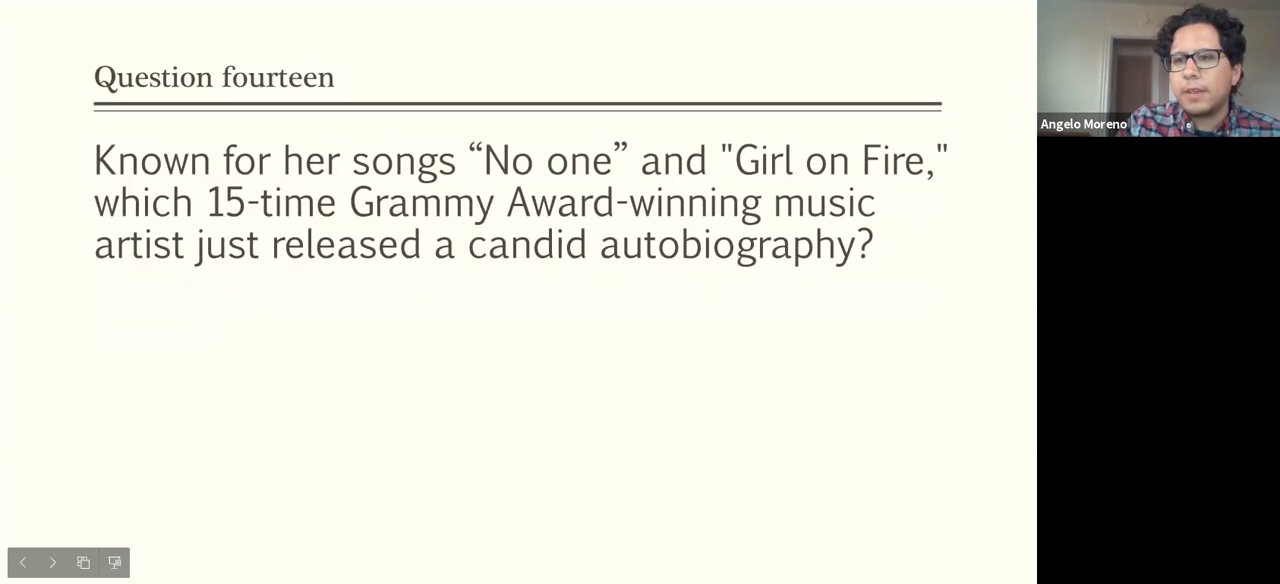 Question fourteen
Known for her songs “No one” and "Girl on Fire,"
which 15-time Grammy Award-winning music
artist just released a candid autobiography?
Angelo Moreno